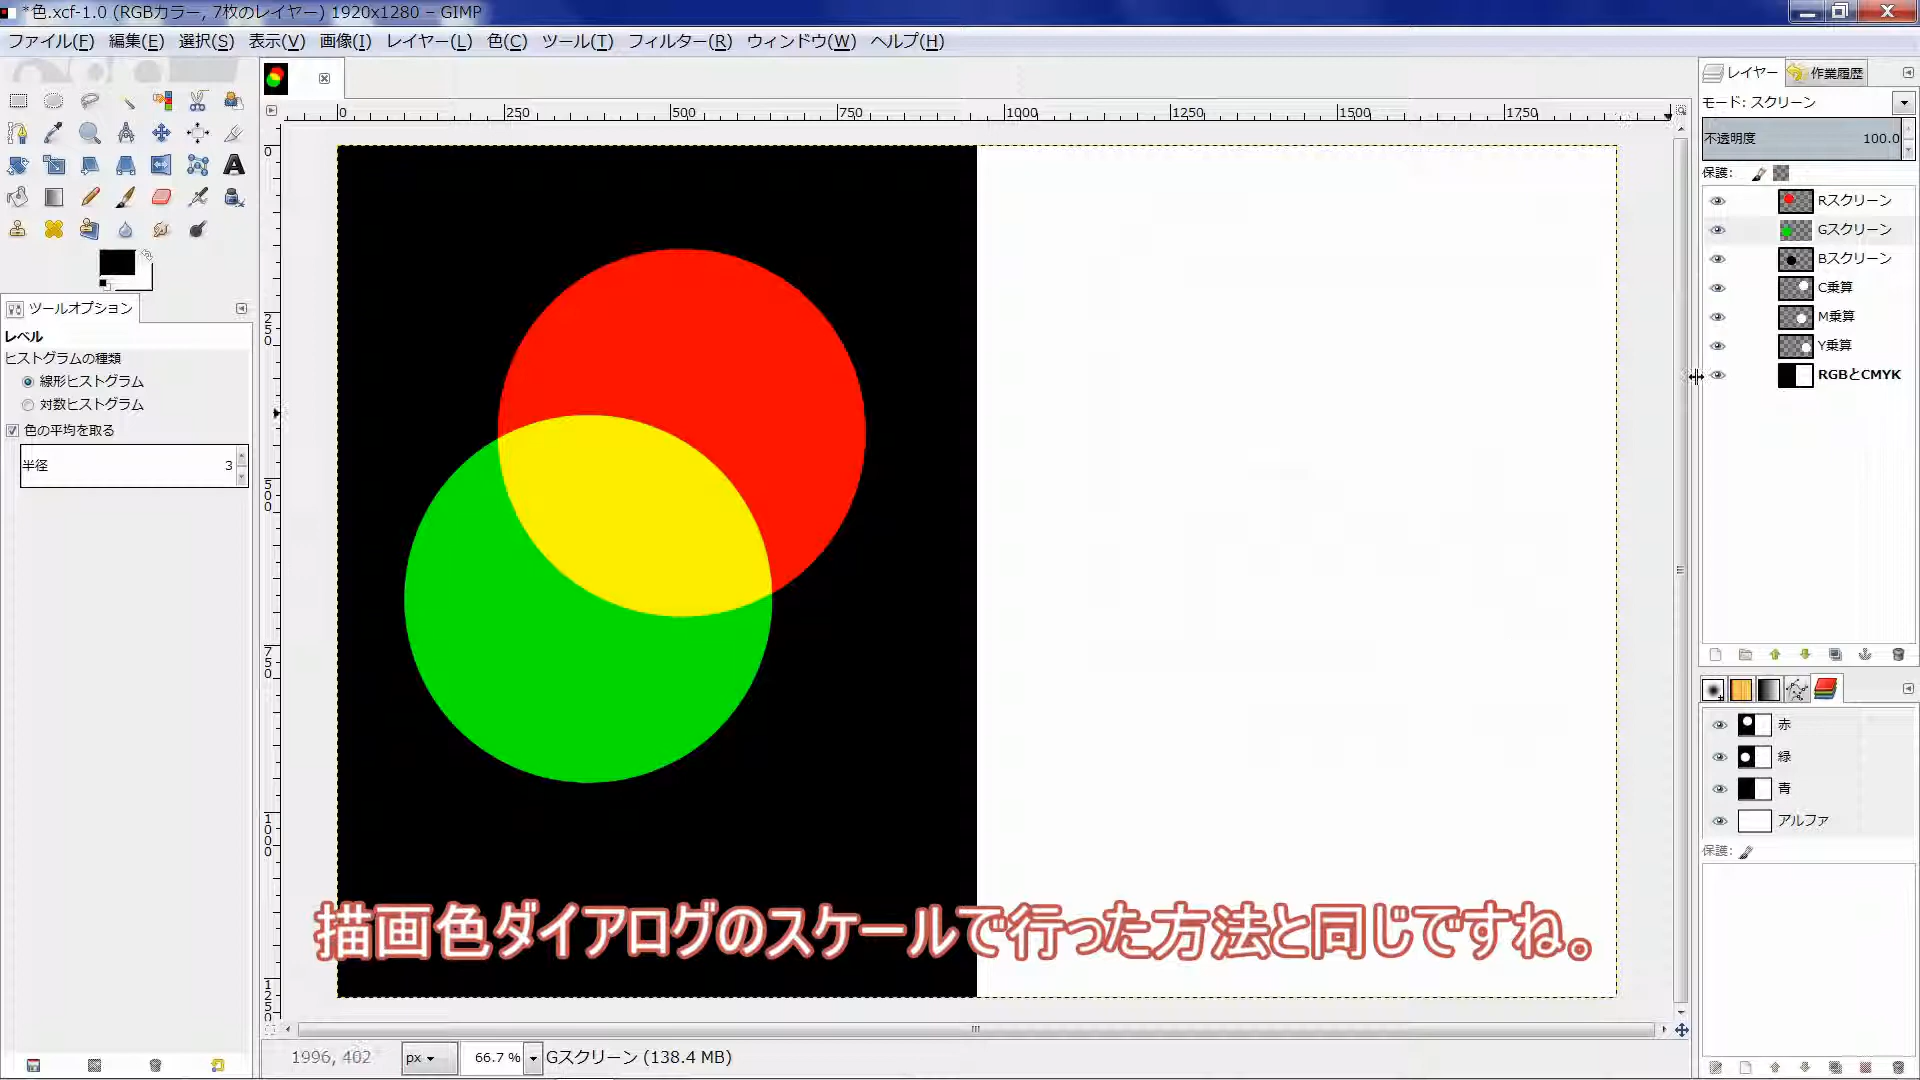 *色.xcf-1.0 (RGBカラー, 7枚のレイヤー) 1920x1280 – GIMP
ファイル(F) 編集(E) 選択(S) 表示(V) 画像(I) レイヤー(L) 色(C) ツール(T) フィルター(R) ウィンドウ(W) ヘルプ(H)
ツールオプション
レベル
ヒストグラムの種類
線形ヒストグラム
対数ヒストグラム
色の平均を取る
半径 3
0 250 500 750 1000 1250 1500 1750
0
250
500
750
1000
1250
描画色ダイアログのスケールで行った方法と同じですね。
1996, 402 px 66.7 % Gスクリーン (138.4 MB)
レイヤー 作業履歴
モード: スクリーン
不透明度 100.0
保護:
Rスクリーン
Gスクリーン
Bスクリーン
C乗算
M乗算
Y乗算
RGBとCMYK
赤
緑
青
アルファ
保護: